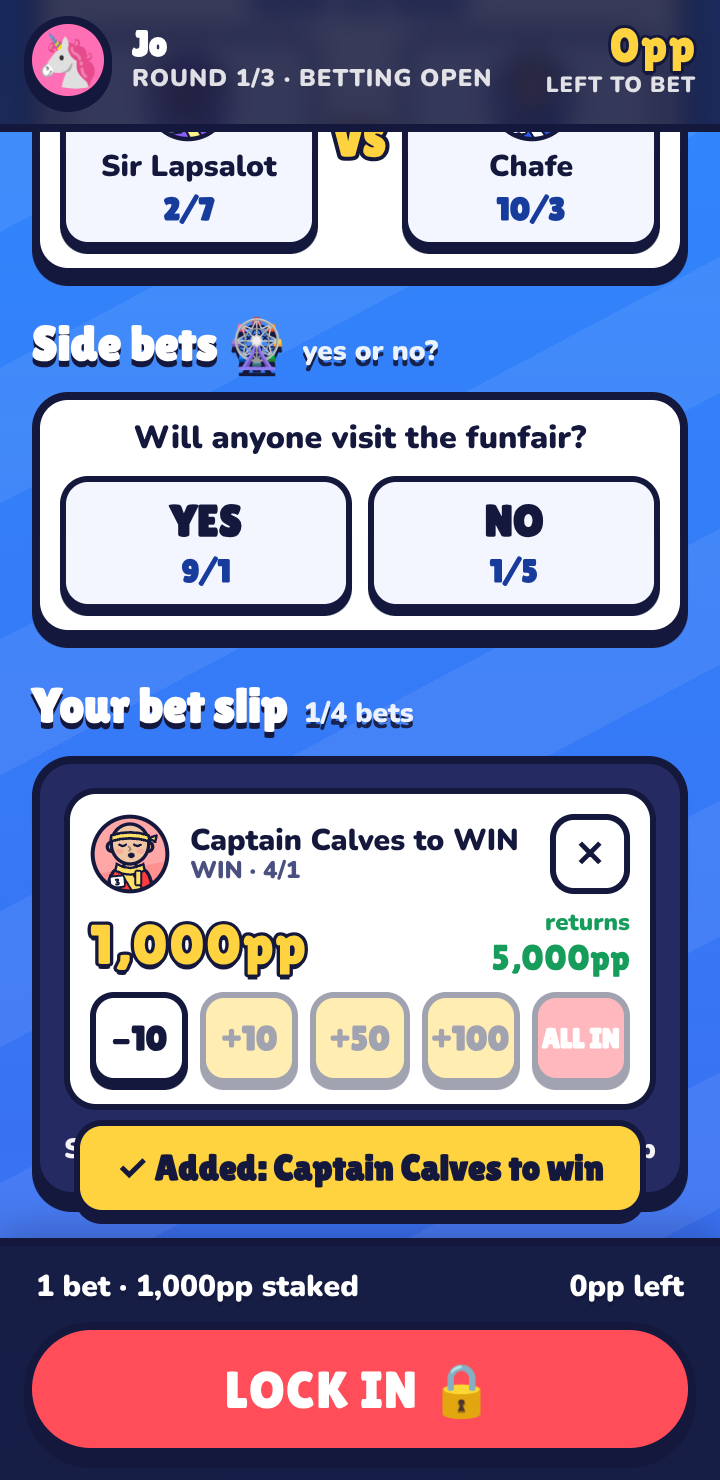 Jo
ROUND 1/3 · BETTING OPEN
0pp
LEFT TO BET
VS
Sir Lapsalot
2/7
Chafe
10/3
Side bets 🎡 yes or no?
Will anyone visit the funfair?
YES
9/1
NO
1/5
Your bet slip 1/4 bets
Captain Calves to WIN
WIN · 4/1
✕
1,000pp
returns
5,000pp
−10
+10
+50
+100
ALL IN
✓ Added: Captain Calves to win
1 bet · 1,000pp staked
0pp left
LOCK IN 🔒